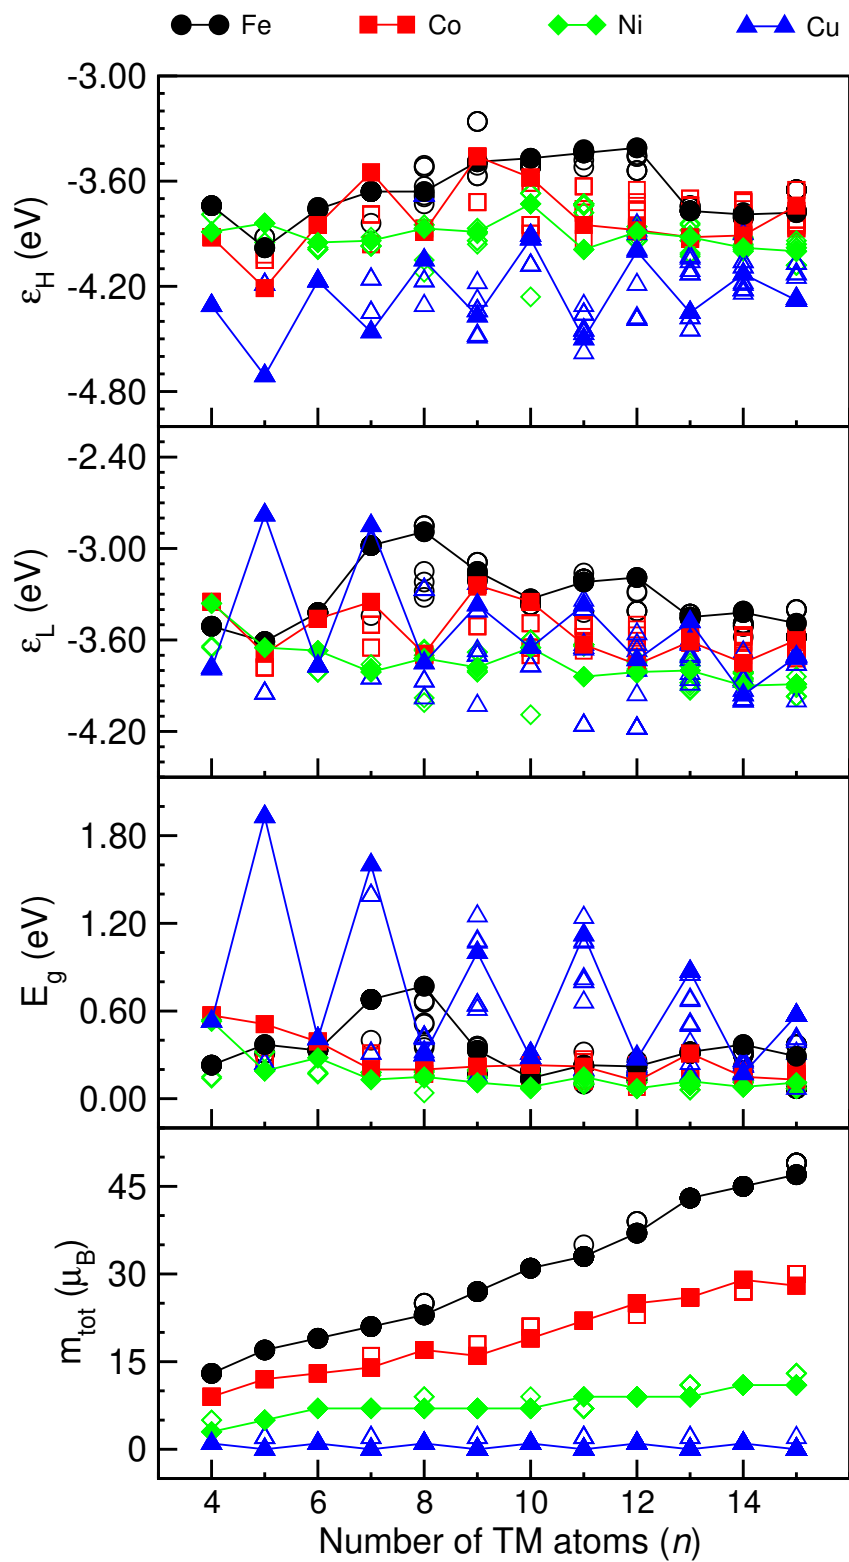 Fe Co Ni Cu
-3.00
-3.60
-4.20
-4.80
ε_H (eV)
-2.40
-3.00
-3.60
-4.20
ε_L (eV)
1.80
1.20
0.60
0.00
E_g (eV)
45
30
15
0
m_tot (μ_B)
4 6 8 10 12 14
Number of TM atoms (n)